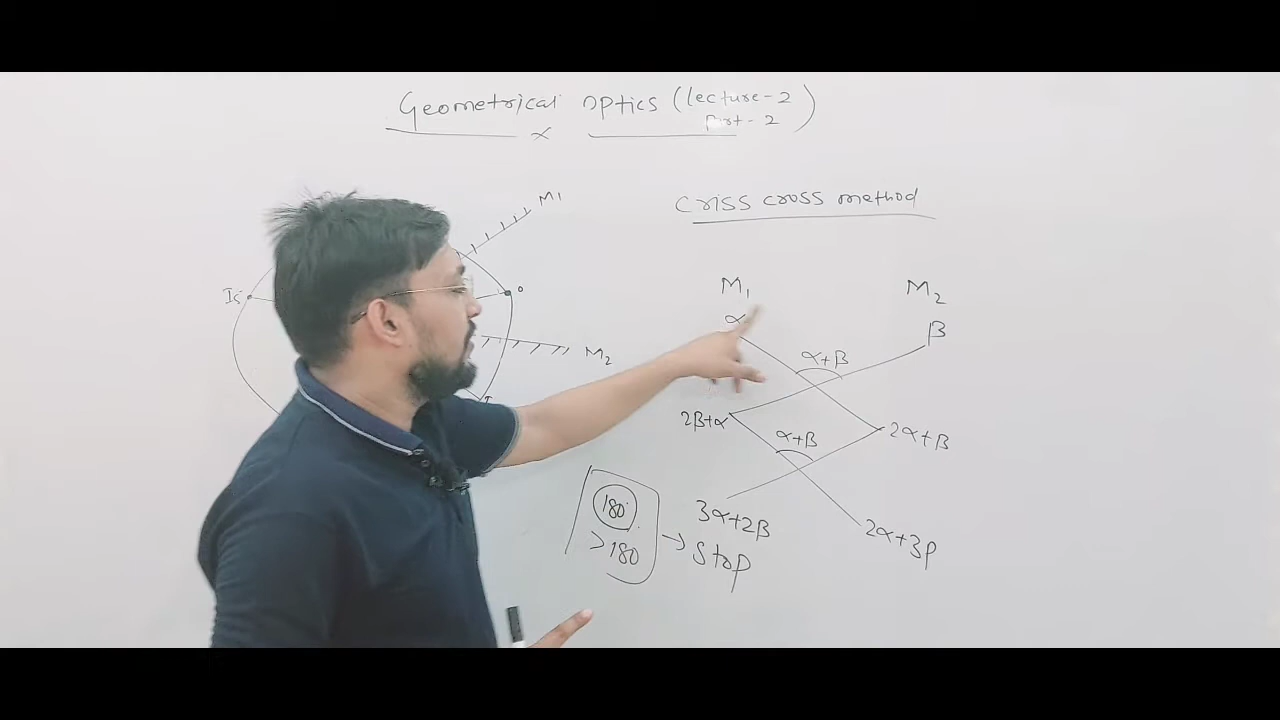 Geometrical Optics (lecture-2
Part-2)
M1
I5
O
M2
I
Criss cross method
M1 M2
α β
α+β
2β+α α+β 2α+β
180°
>180 → Stop
3α+2β
2α+3β